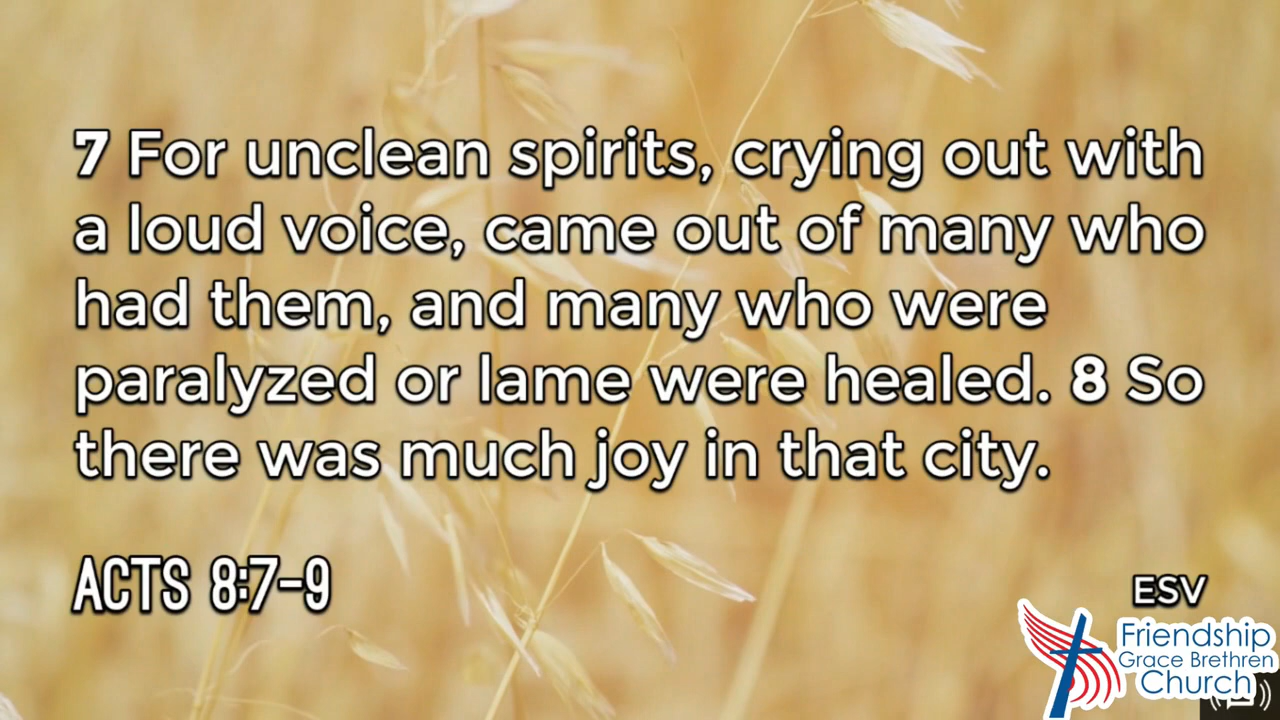 7 For unclean spirits, crying out with
a loud voice, came out of many who
had them, and many who were
paralyzed or lame were healed. 8 So
there was much joy in that city.
ACTS 8:7-9
ESV
Friendship
Grace Brethren
Church